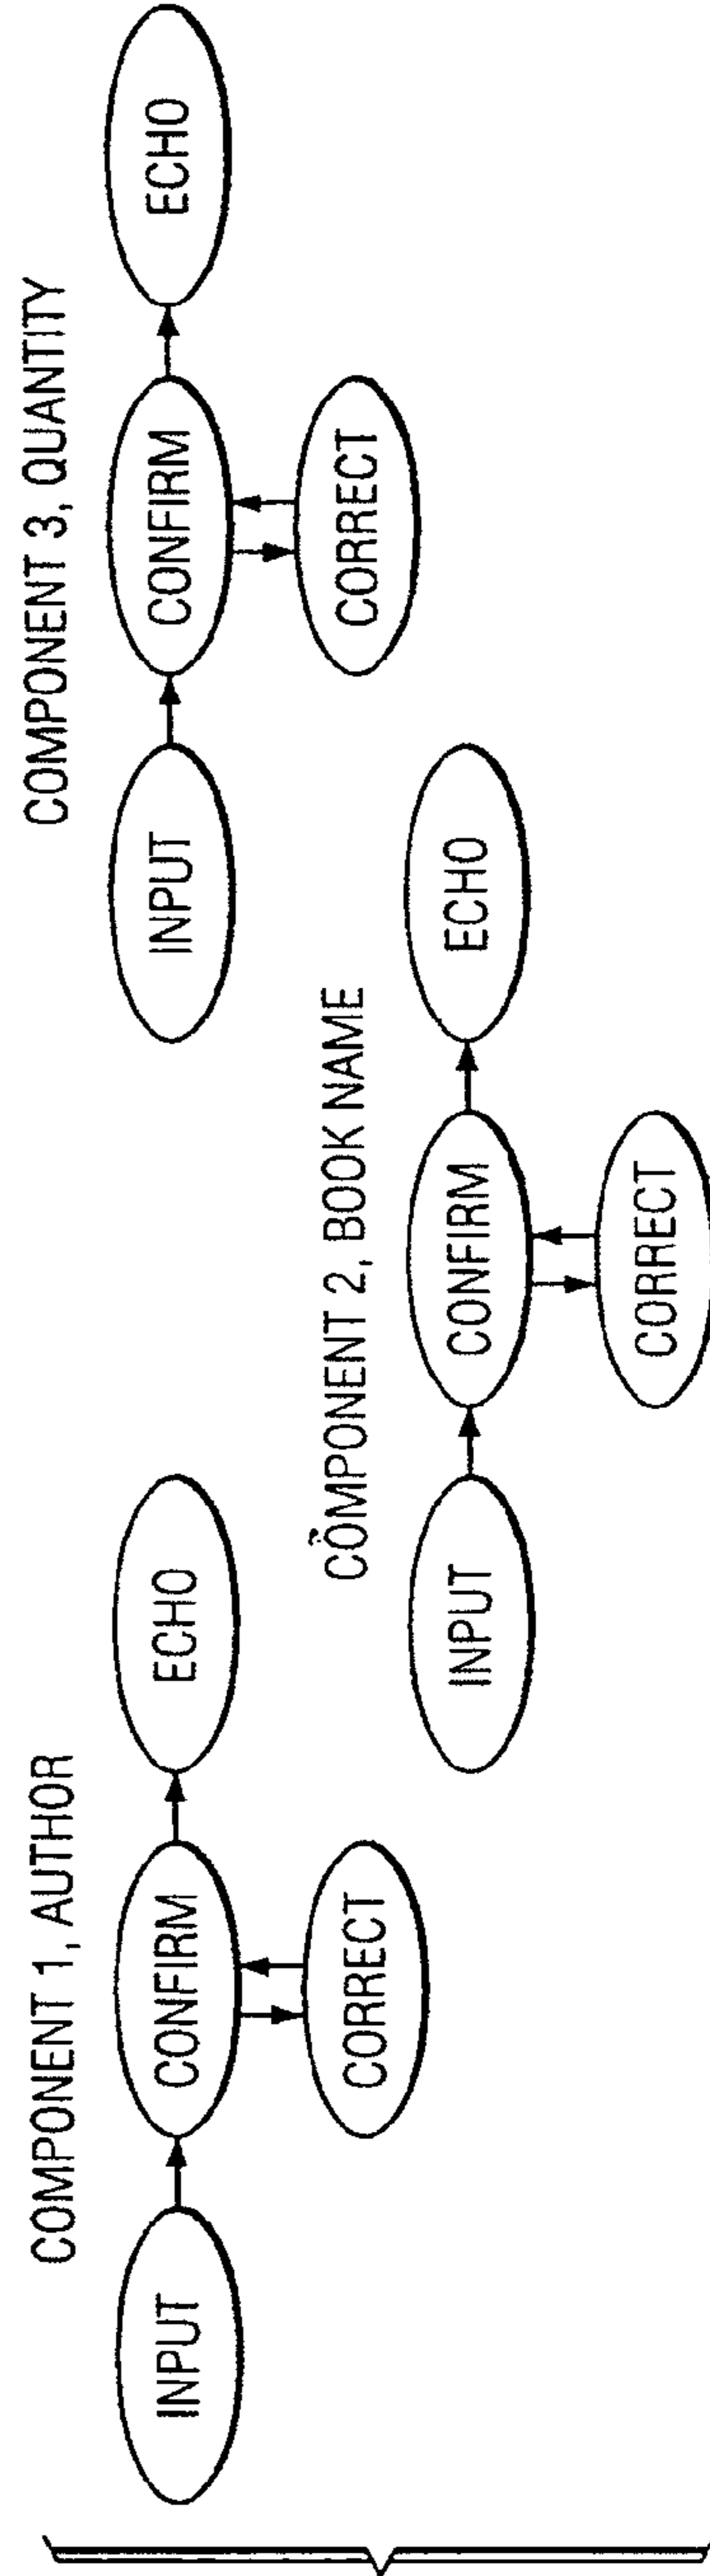 COMPONENT 1, AUTHOR
INPUT
CONFIRM
ECHO
CORRECT
COMPONENT 2, BOOK NAME
INPUT
CONFIRM
ECHO
CORRECT
COMPONENT 3, QUANTITY
INPUT
CONFIRM
ECHO
CORRECT